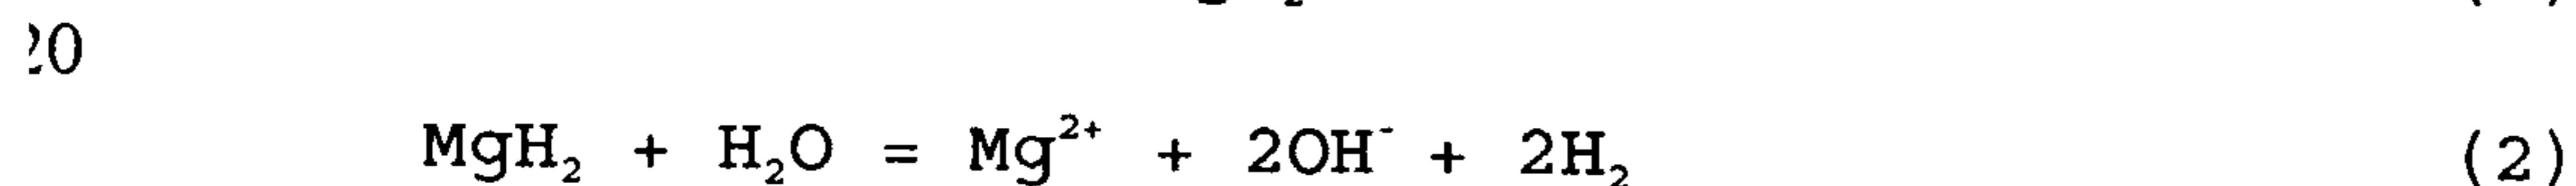 20
MgH₂ + H₂O = Mg²⁺ + 2OH⁻ + 2H₂ (2)